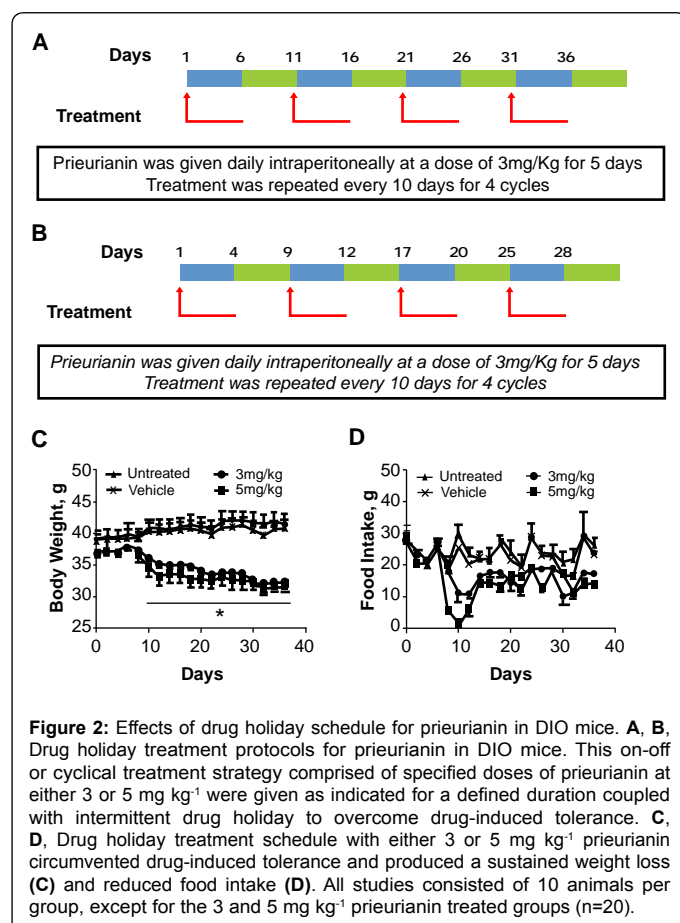 A
Days 1 6 11 16 21 26 31 36
Treatment
Prieurianin was given daily intraperitoneally at a dose of 3mg/Kg for 5 days
Treatment was repeated every 10 days for 4 cycles
B
Days 1 4 9 12 17 20 25 28
Treatment
Prieurianin was given daily intraperitoneally at a dose of 3mg/Kg for 5 days
Treatment was repeated every 10 days for 4 cycles
C
Untreated 3mg/kg
Vehicle 5mg/kg
Body Weight, g
50
45
40
35
30
25
*
0 10 20 30 40
Days
D
Untreated 3mg/kg
Vehicle 5mg/kg
Food Intake, g
50
40
30
20
10
0
0 10 20 30 40
Days
Figure 2: Effects of drug holiday schedule for prieurianin in DIO mice. A, B,
Drug holiday treatment protocols for prieurianin in DIO mice. This on-off
or cyclical treatment strategy comprised of specified doses of prieurianin at
either 3 or 5 mg kg⁻¹ were given as indicated for a defined duration coupled
with intermittent drug holiday to overcome drug-induced tolerance. C,
D, Drug holiday treatment schedule with either 3 or 5 mg kg⁻¹ prieurianin
circumvented drug-induced tolerance and produced a sustained weight loss
(C) and reduced food intake (D). All studies consisted of 10 animals per
group, except for the 3 and 5 mg kg⁻¹ prieurianin treated groups (n=20).